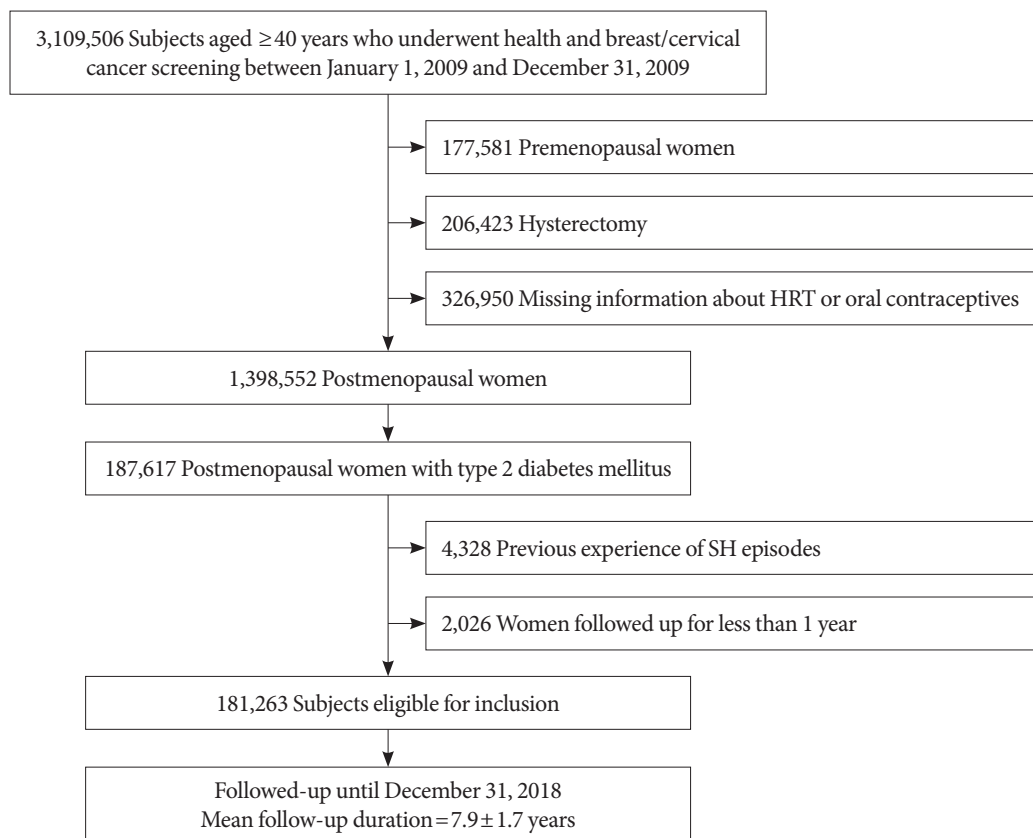 3,109,506 Subjects aged ≥40 years who underwent health and breast/cervical
cancer screening between January 1, 2009 and December 31, 2009
177,581 Premenopausal women
206,423 Hysterectomy
326,950 Missing information about HRT or oral contraceptives
1,398,552 Postmenopausal women
187,617 Postmenopausal women with type 2 diabetes mellitus
4,328 Previous experience of SH episodes
2,026 Women followed up for less than 1 year
181,263 Subjects eligible for inclusion
Followed-up until December 31, 2018
Mean follow-up duration=7.9±1.7 years